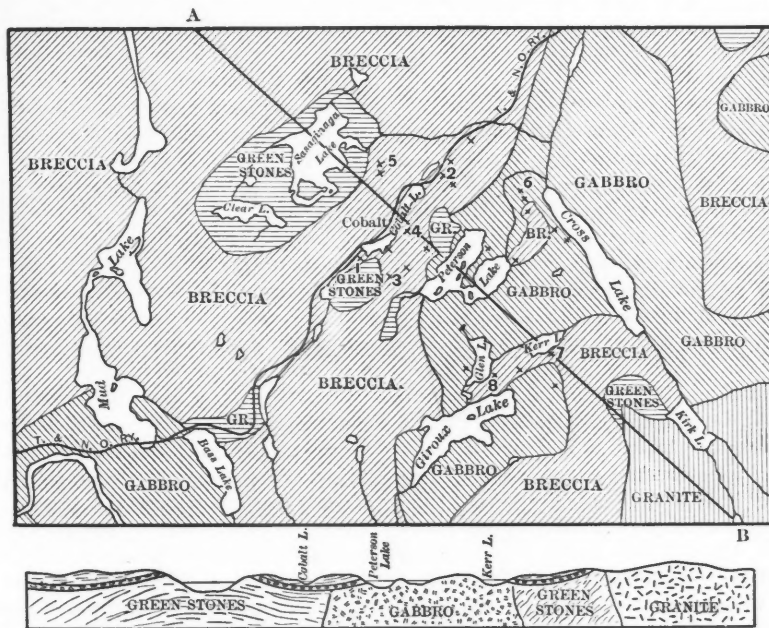 A
BRECCIA
T. & N.O. RY.
GABBRO
BRECCIA
GREEN
STONES
Sasaginaga
Lake
5
2
6
GABBRO
Clear L.
Cobalt
Cobalt L.
4
GR.
BR.
Cross
Lake
BRECCIA
Lake
1
GREEN
STONES
3
Peterson
Lake
GABBRO
BRECCIA
Mud
Glen L.
Kerr L.
7
BRECCIA
8
GREEN
STONES
BRECCIA
GR.
Giroux
Lake
Kirk L.
T. & N.O. RY.
Bass Lake
GABBRO
GABBRO
BRECCIA
GRANITE
B
Cobalt L.
Peterson
Lake
Kerr L.
GREEN STONES
GABBRO
GREEN
STONES
GRANITE